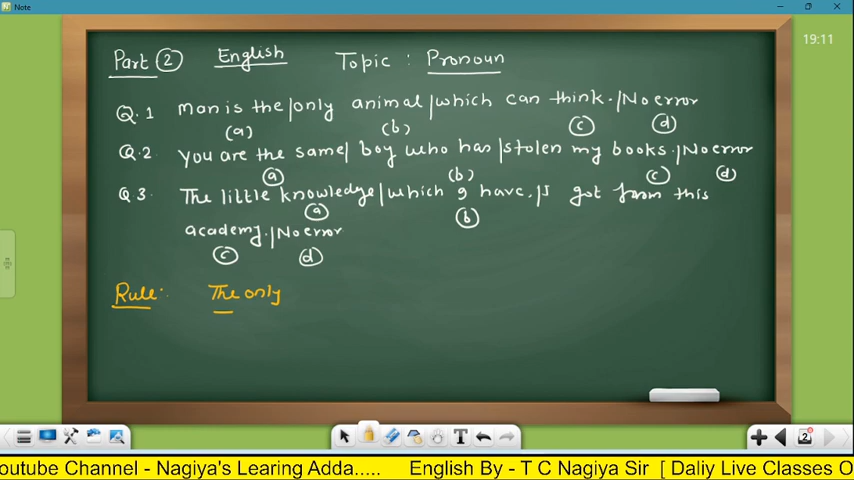 Note
19:11
Part 2 English Topic : Pronoun
Q. 1 Man is the/only animal/which can think./No error
(a) (b) (c) (d)
Q. 2 You are the same/ boy who has/stolen my books./No error
(a) (b) (c) (d)
Q 3. The little knowledge/which I have./I got from this
(a) (b)
academy./No error
(c) (d)
Rule: The only
outube Channel - Nagiya's Learing Adda..... English By - T C Nagiya Sir [ Daliy Live Classes O